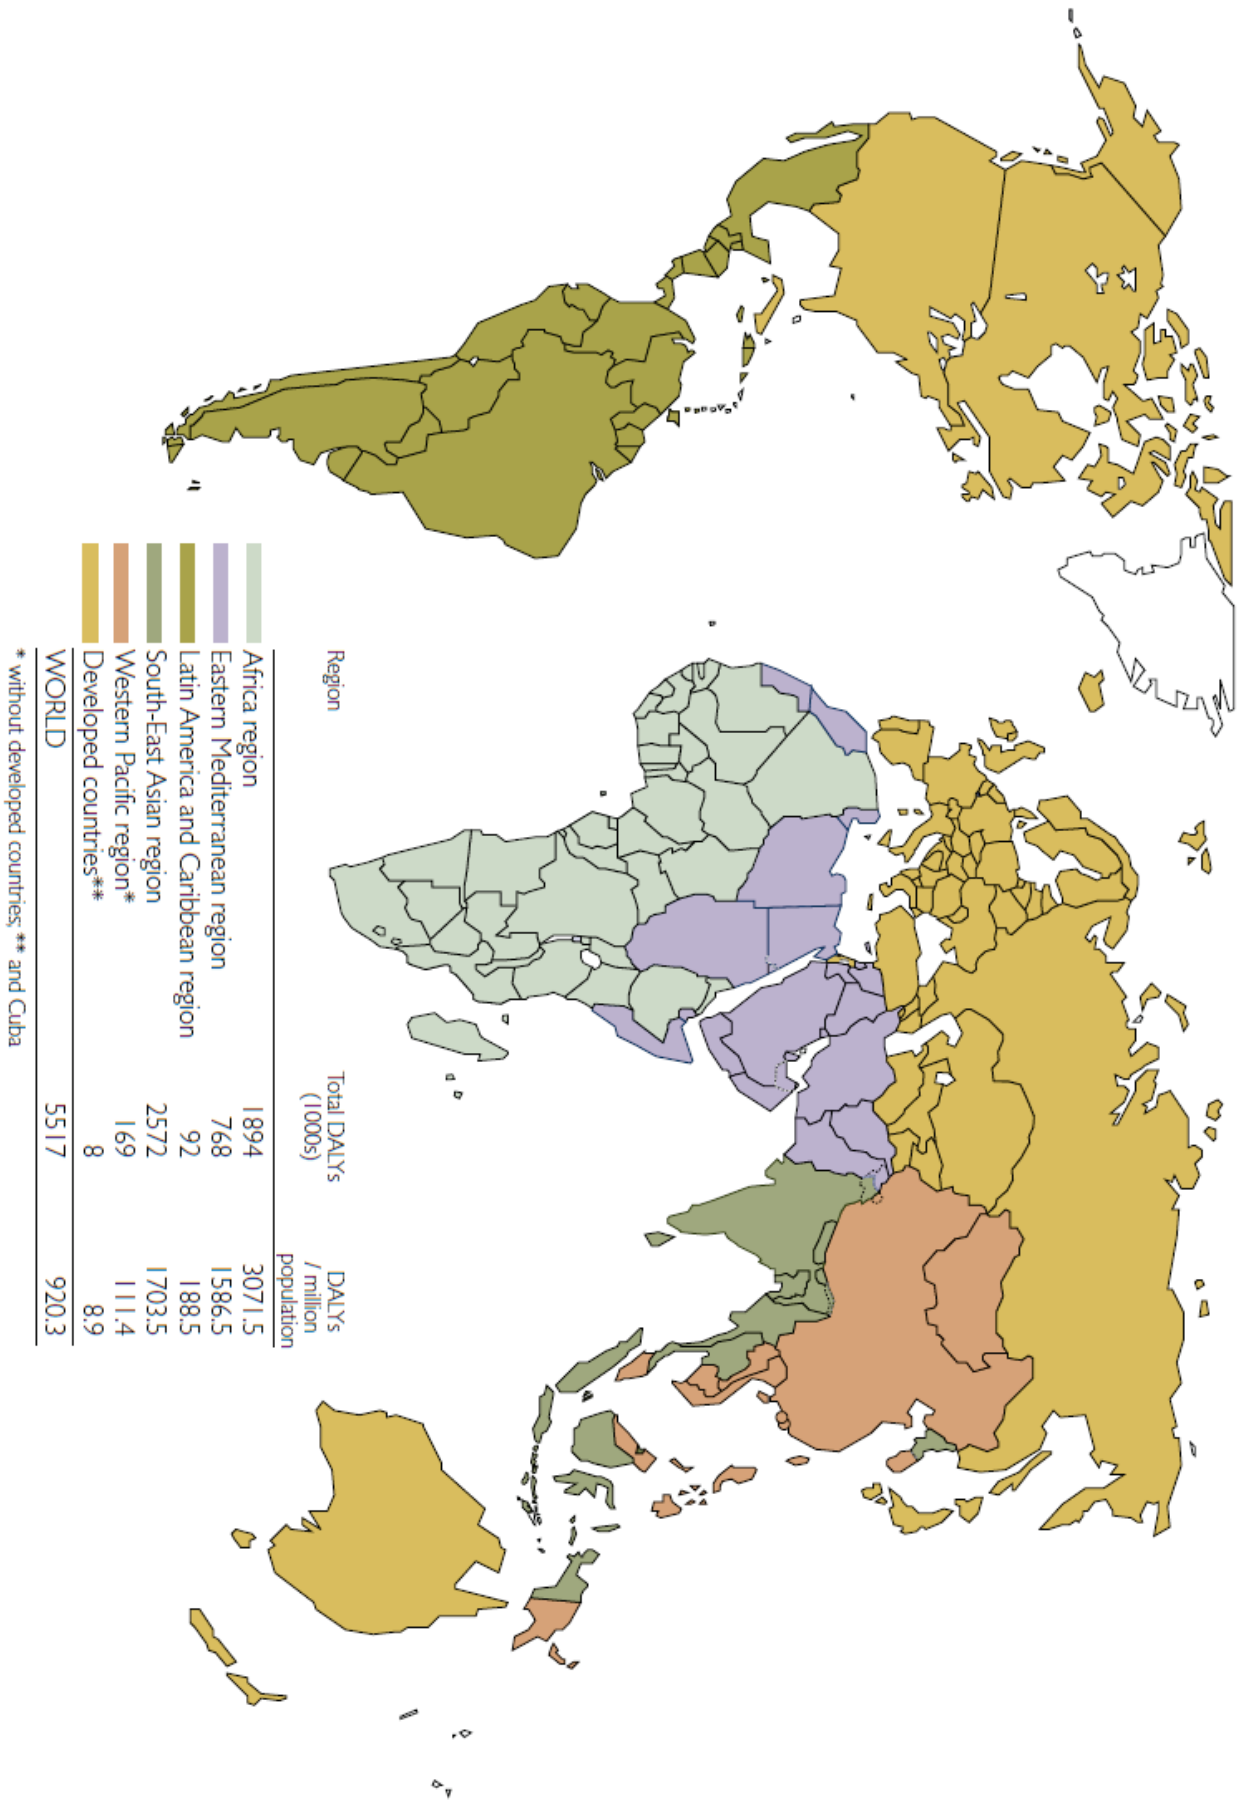 Region Total DALYs DALYs
(1000s) / million
population
Africa region 1894 3071.5
Eastern Mediterranean region 768 1586.5
Latin America and Caribbean region 92 188.5
South-East Asian region 2572 1703.5
Western Pacific region* 169 111.4
Developed countries** 8 8.9
WORLD 5517 920.3
* without developed countries; ** and Cuba